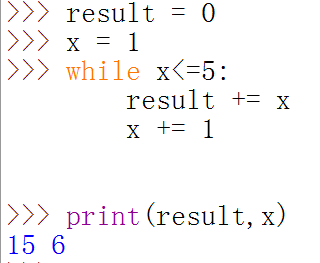 >>> result = 0
>>> x = 1
>>> while x<=5:
        result += x
        x += 1
>>> print(result,x)
15 6